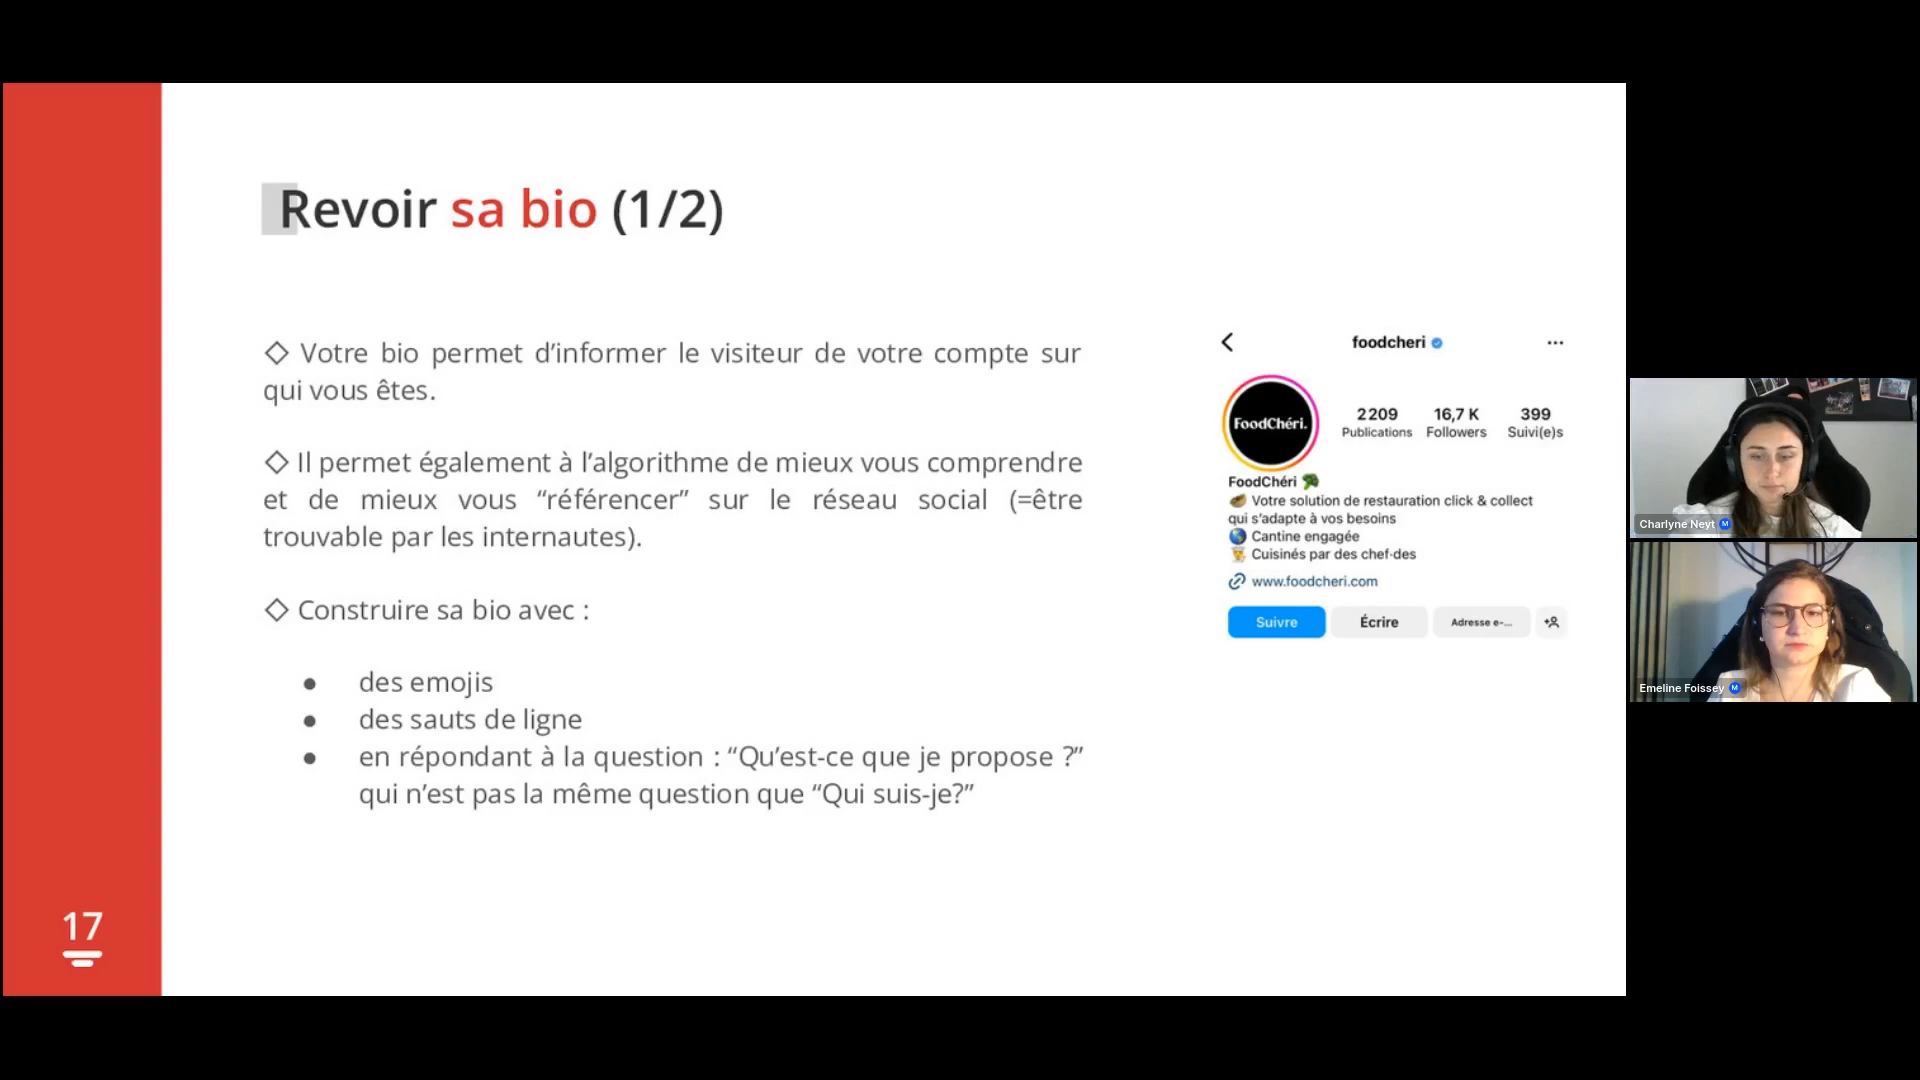 Revoir sa bio (1/2)
◇ Votre bio permet d’informer le visiteur de votre compte sur
qui vous êtes.
◇ Il permet également à l’algorithme de mieux vous comprendre
et de mieux vous “référencer” sur le réseau social (=être
trouvable par les internautes).
◇ Construire sa bio avec :
● des emojis
● des sauts de ligne
● en répondant à la question : “Qu’est-ce que je propose ?”
qui n’est pas la même question que “Qui suis-je?”
17
foodcheri
FoodChéri.
2 209 16,7 K 399
Publications Followers Suivi(e)s
FoodChéri 🥦
🥙 Votre solution de restauration click & collect
qui s’adapte à vos besoins
🌎 Cantine engagée
👨‍🍳 Cuisinés par des chef·des
www.foodcheri.com
Suivre Écrire Adresse e-...
Charlyne Neyt M
Emeline Foissey M